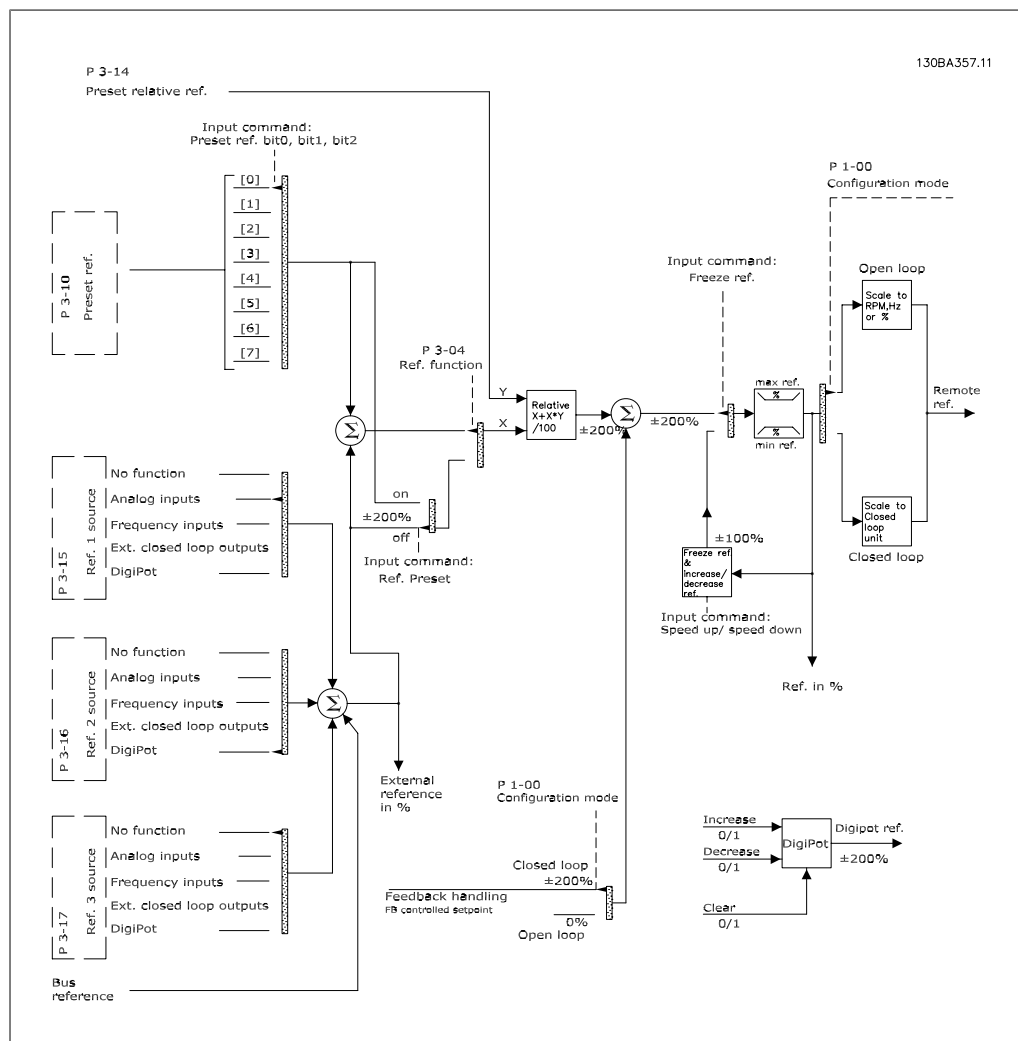 130BA357.11
P 3-14
Preset relative ref.
Input command:
Preset ref. bit0, bit1, bit2
[0]
[1]
[2]
[3]
[4]
[5]
[6]
[7]
P 3-10
Preset ref.
P 1-00
Configuration mode
Input command:
Freeze ref.
Open loop
Scale to
RPM,Hz
or %
P 3-04
Ref. function
Y
X
Relative
X+X*Y
/100
±200%
Σ
±200%
max ref.
%
%
min ref.
Remote
ref.
Σ
on
±200%
off
Input command:
Ref. Preset
Scale to
Closed
loop
unit
Closed loop
±100%
Freeze ref.
&
increase/
decrease
ref.
Input command:
Speed up/ speed down
Ref. in %
P 3-15
Ref. 1 source
No function
Analog inputs
Frequency inputs
Ext. closed loop outputs
DigiPot
P 3-16
Ref. 2 source
No function
Analog inputs
Frequency inputs
Ext. closed loop outputs
DigiPot
Σ
External
reference
in %
P 3-17
Ref. 3 source
No function
Analog inputs
Frequency inputs
Ext. closed loop outputs
DigiPot
Bus
reference
P 1-00
Configuration mode
Closed loop
±200%
Feedback handling
FB controlled setpoint
0%
Open loop
Increase
0/1
Decrease
0/1
Clear
0/1
DigiPot
Digipot ref.
±200%